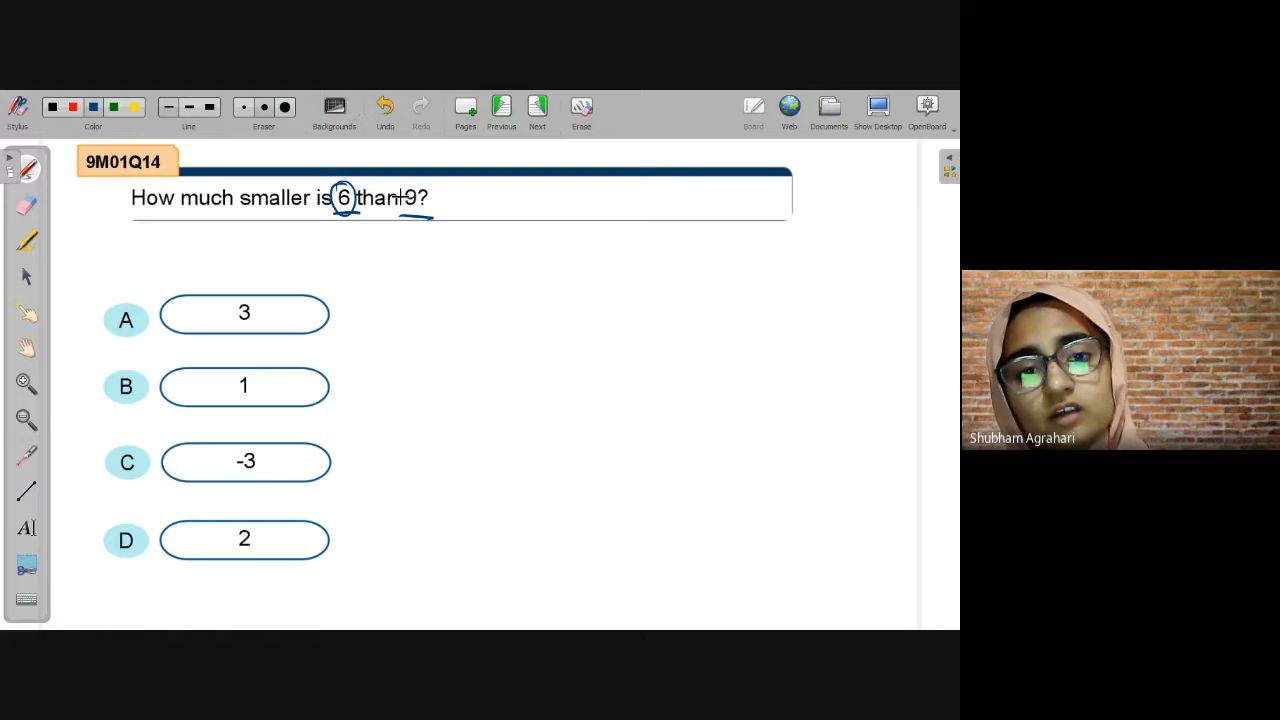 Stylus
Color
Line
Eraser
Backgrounds
Undo
Redo
Pages
Previous
Next
Erase
Board
Web
Documents
Show Desktop
OpenBoard
9M01Q14
How much smaller is 6 than 9?
A 3
B 1
C -3
D 2
A
Shubham Agrahari